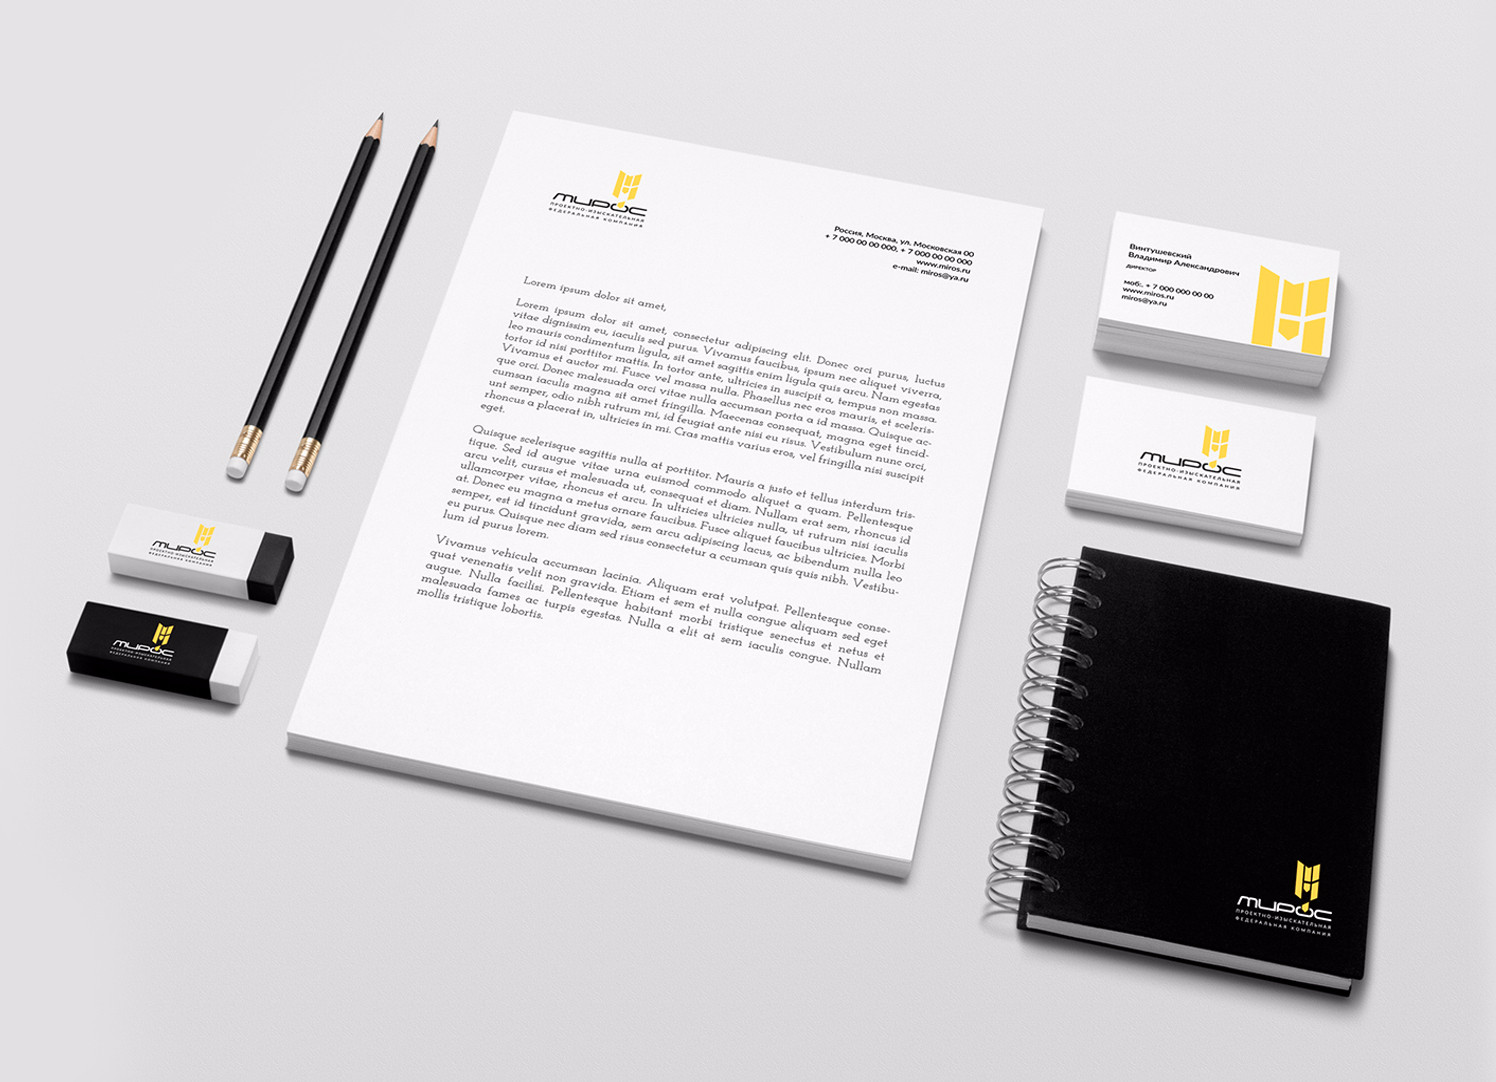 МИРОС
ПРОЕКТНО-ИЗЫСКАТЕЛЬНАЯ
ФЕДЕРАЛЬНАЯ КОМПАНИЯ
Россия, Москва, ул. Московская 00
+ 7 000 00 00 000, + 7 000 00 00 000
www.miros.ru
e-mail: miros@ya.ru
Lorem ipsum dolor sit amet,
Lorem ipsum dolor sit amet, consectetur adipiscing elit. Donec orci purus, luctus
vitae dignissim eu, iaculis sed purus. Vivamus faucibus, ipsum nec aliquet viverra,
leo mauris condimentum ligula, sit amet sagittis enim ligula quis arcu. Nam egestas
tortor id nisi porttitor mattis. In tortor ante, ultricies in suscipit a, tempus non massa.
Vivamus et auctor mi. Fusce vel massa nulla. Phasellus nec eros mauris, et sceleris-
que orci. Donec malesuada orci vitae nulla accumsan porta a id massa. Quisque ac-
cumsan iaculis magna sit amet fringilla. Maecenas consequat, magna eget tincid-
unt semper, odio nibh rutrum mi, id feugiat ante nisi eu risus. Vestibulum nunc orci,
rhoncus a placerat in, ultricies in mi. Cras mattis varius eros, vel fringilla nisi suscipit
eget.
Quisque scelerisque sagittis nulla at porttitor. Mauris a justo et tellus interdum tris-
tique. Sed id augue vitae urna euismod commodo aliquet a quam. Pellentesque
arcu velit, cursus et malesuada ut, consequat et diam. Nullam erat sem, rhoncus id
ullamcorper vitae, rhoncus et arcu. In ultricies ultricies nulla, ut rutrum nisi iaculis
at. Donec eu magna a metus ornare faucibus. Fusce aliquet faucibus ultricies. Morbi
semper, est id tincidunt gravida, sem arcu adipiscing lacus, ac bibendum nulla leo
eu purus. Quisque nec diam sed risus consectetur a ccumsan quis quis nibh. Vestibu-
lum id purus lorem.
Vivamus vehicula accumsan lacinia. Aliquam erat volutpat. Pellentesque conse-
quat venenatis velit non gravida. Etiam et sem et nulla congue aliquam sed eget
augue. Nulla facilisi. Pellentesque habitant morbi tristique senectus et netus et
malesuada fames ac turpis egestas. Nulla a elit at sem iaculis congue. Nullam
mollis tristique lobortis.
Винтушевский
Владимир Александрович
ДИРЕКТОР
моб:. + 7 000 000 00 00
www.miros.ru
miros@ya.ru
МИРОС
ПРОЕКТНО-ИЗЫСКАТЕЛЬНАЯ
ФЕДЕРАЛЬНАЯ КОМПАНИЯ
МИРОС
ПРОЕКТНО-ИЗЫСКАТЕЛЬНАЯ
ФЕДЕРАЛЬНАЯ КОМПАНИЯ
МИРОС
ПРОЕКТНО-ИЗЫСКАТЕЛЬНАЯ
ФЕДЕРАЛЬНАЯ КОМПАНИЯ
МИРОС
ПРОЕКТНО-ИЗЫСКАТЕЛЬНАЯ
ФЕДЕРАЛЬНАЯ КОМПАНИЯ